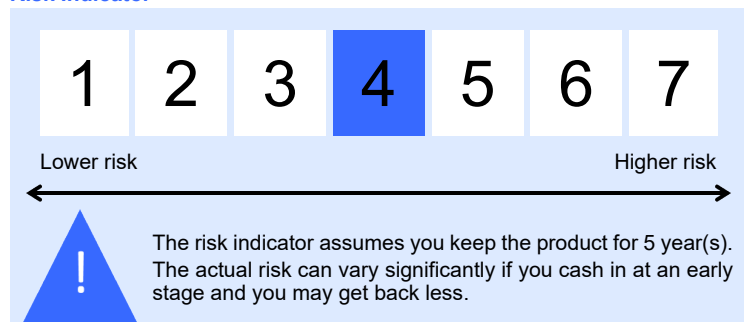 Risk Indicator
1 2 3 4 5 6 7
Lower risk Higher risk
!
The risk indicator assumes you keep the product for 5 year(s).
The actual risk can vary significantly if you cash in at an early
stage and you may get back less.